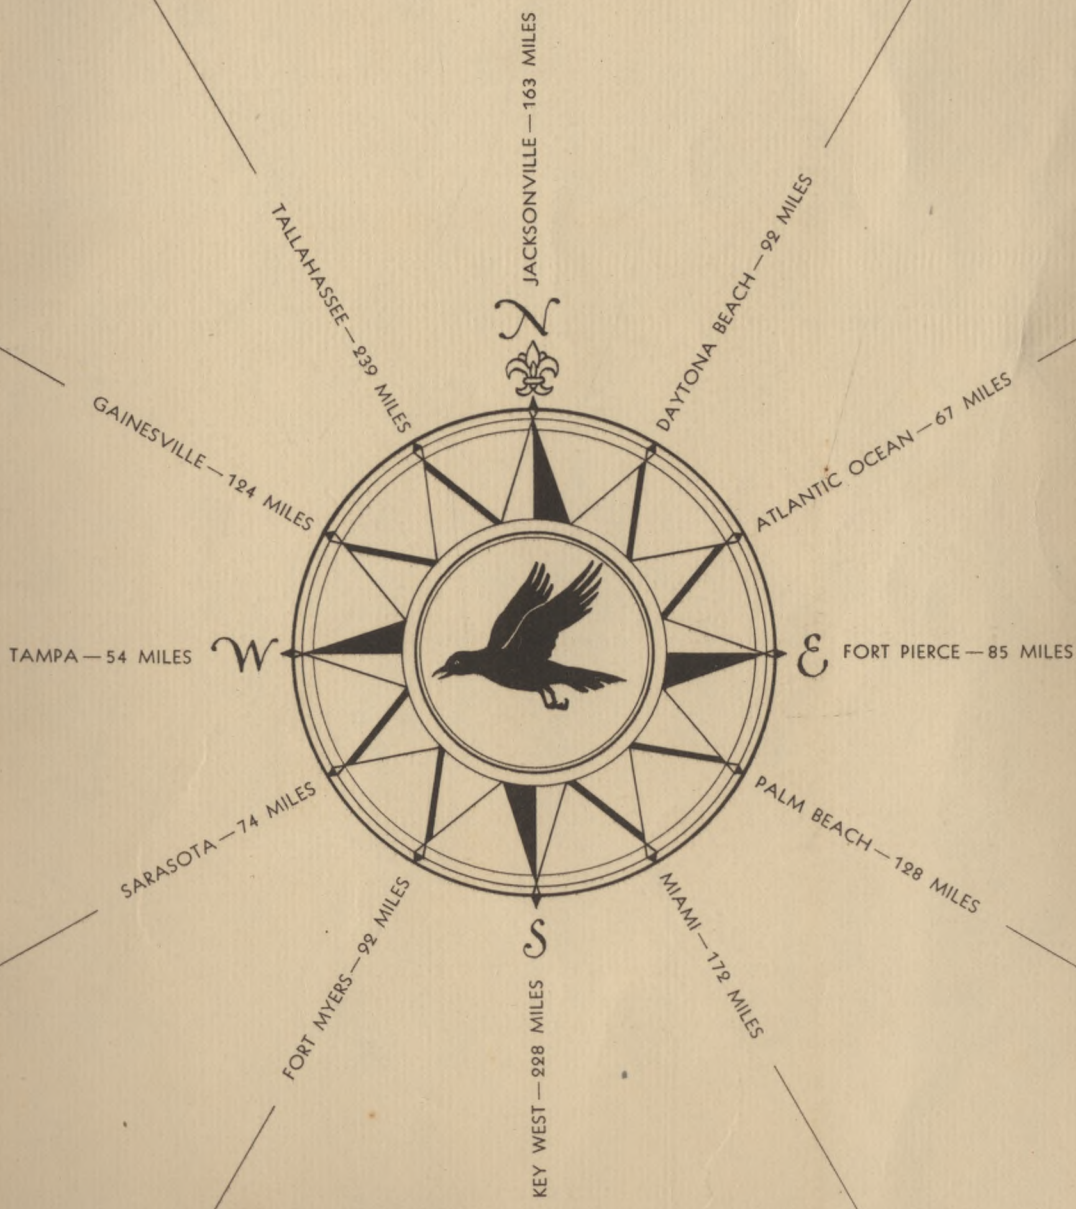 JACKSONVILLE—163 MILES
DAYTONA BEACH—92 MILES
ATLANTIC OCEAN—67 MILES
FORT PIERCE—85 MILES
PALM BEACH—128 MILES
MIAMI—172 MILES
KEY WEST—228 MILES
FORT MYERS—92 MILES
SARASOTA—74 MILES
TAMPA—54 MILES
GAINESVILLE—124 MILES
TALLAHASSEE—239 MILES
N
E
S
W